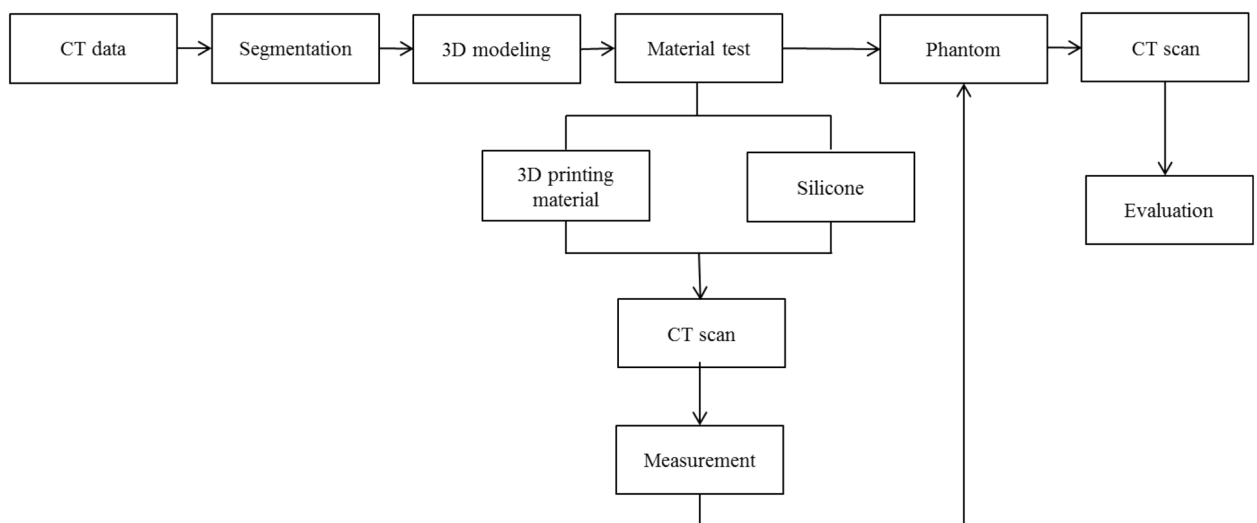 CT data
Segmentation
3D modeling
Material test
Phantom
CT scan
3D printing
material
Silicone
Evaluation
CT scan
Measurement